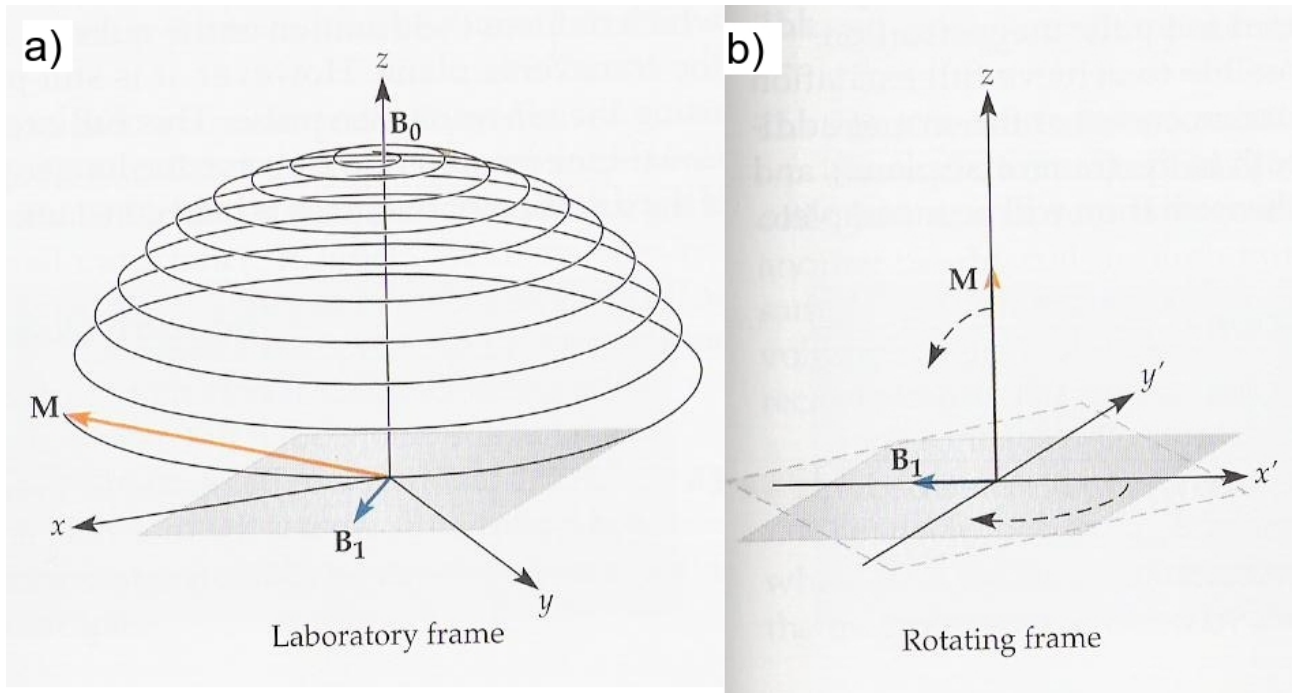 a)
z
B₀
M
x
B₁
y
Laboratory frame
b)
z
M
y′
B₁
x′
Rotating frame